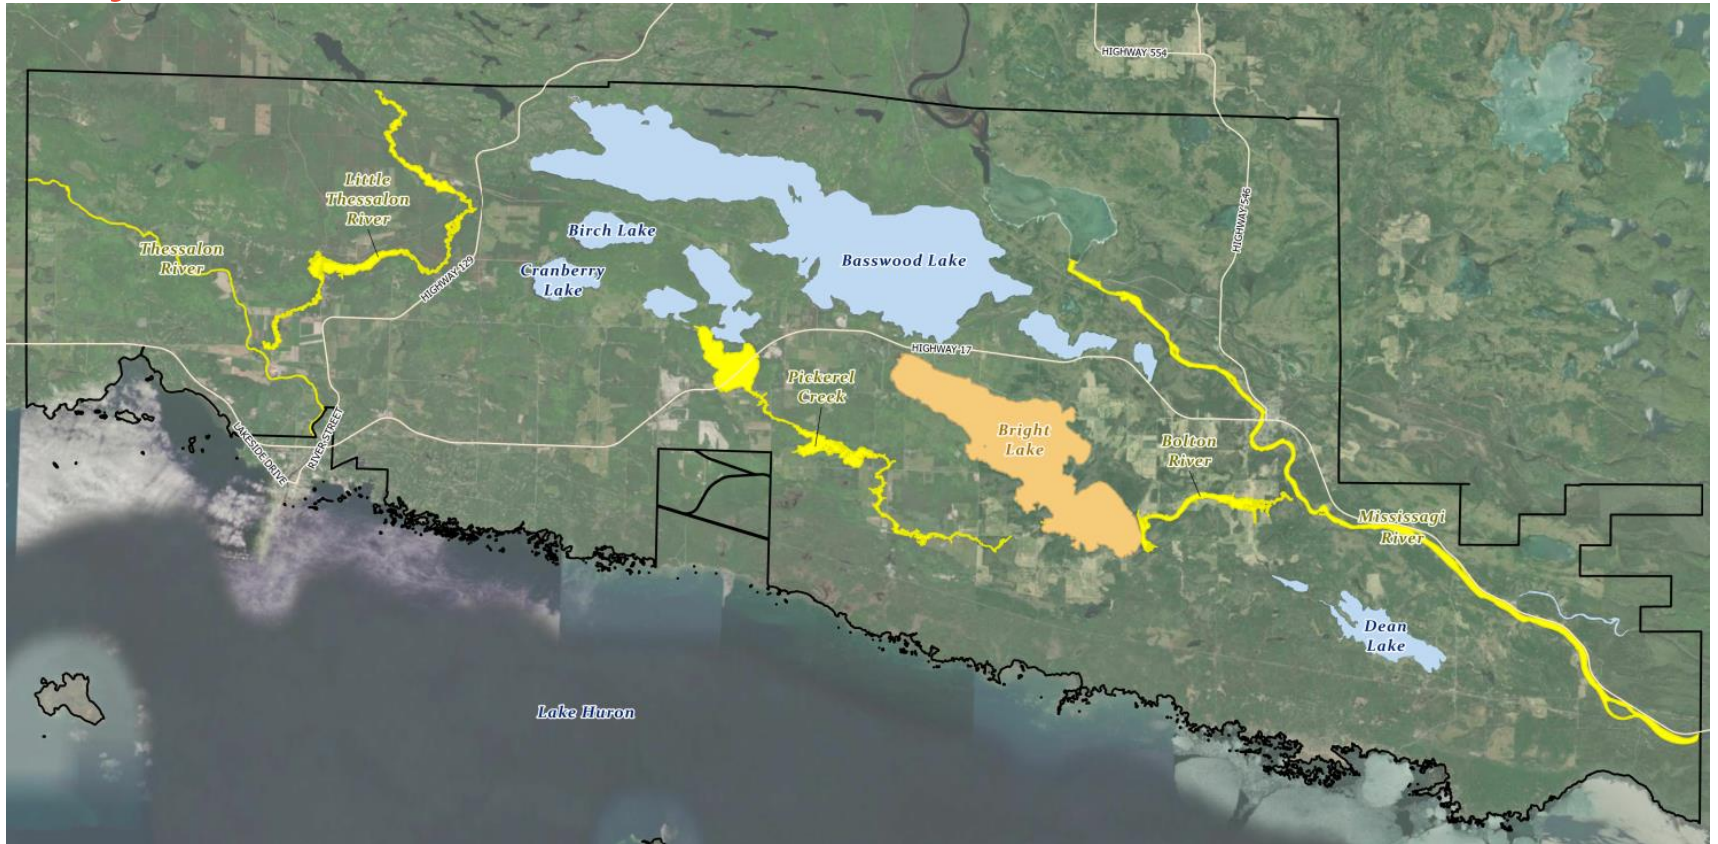 HIGHWAY 554
Little
Thessalon
River
HIGHWAY 546
Birch Lake
Thessalon
River
Basswood Lake
Cranberry
Lake
HIGHWAY-129
HIGHWAY-17
Pickerel
Creek
Bright
Lake
Bolton
River
LAKESIDE DRIVE
RIVER STREET
Mississagi
River
Dean
Lake
Lake Huron